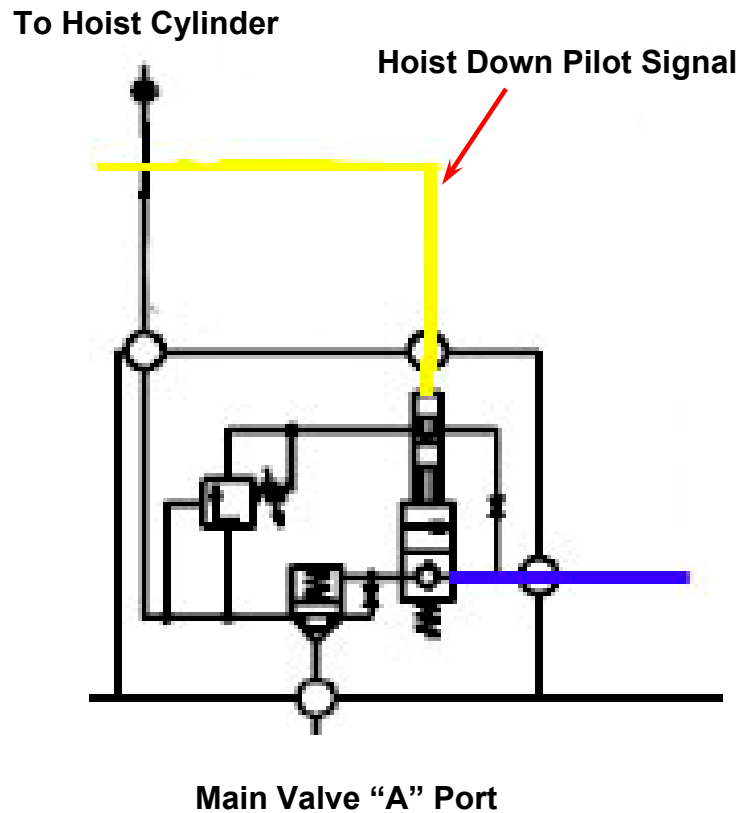 To Hoist Cylinder
Hoist Down Pilot Signal
Main Valve “A” Port